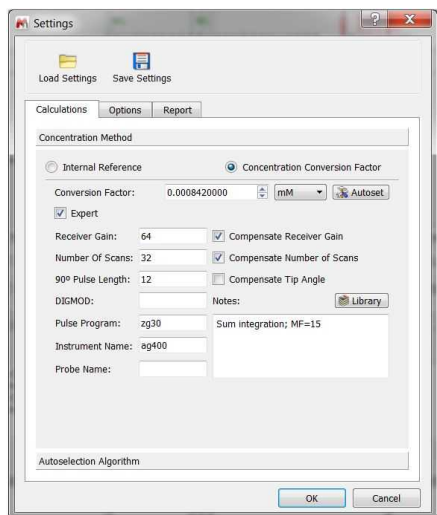 Settings
Load Settings Save Settings
Calculations Options Report
Concentration Method
Internal Reference Concentration Conversion Factor
Conversion Factor: 0.0008420000 mM Autoset
Expert
Receiver Gain: 64 Compensate Receiver Gain
Number Of Scans: 32 Compensate Number of Scans
90º Pulse Length: 12 Compensate Tip Angle
DIGMOD: Notes: Library
Pulse Program: zg30 Sum integration; MF=15
Instrument Name: ag400
Probe Name:
Autoselection Algorithm
OK Cancel